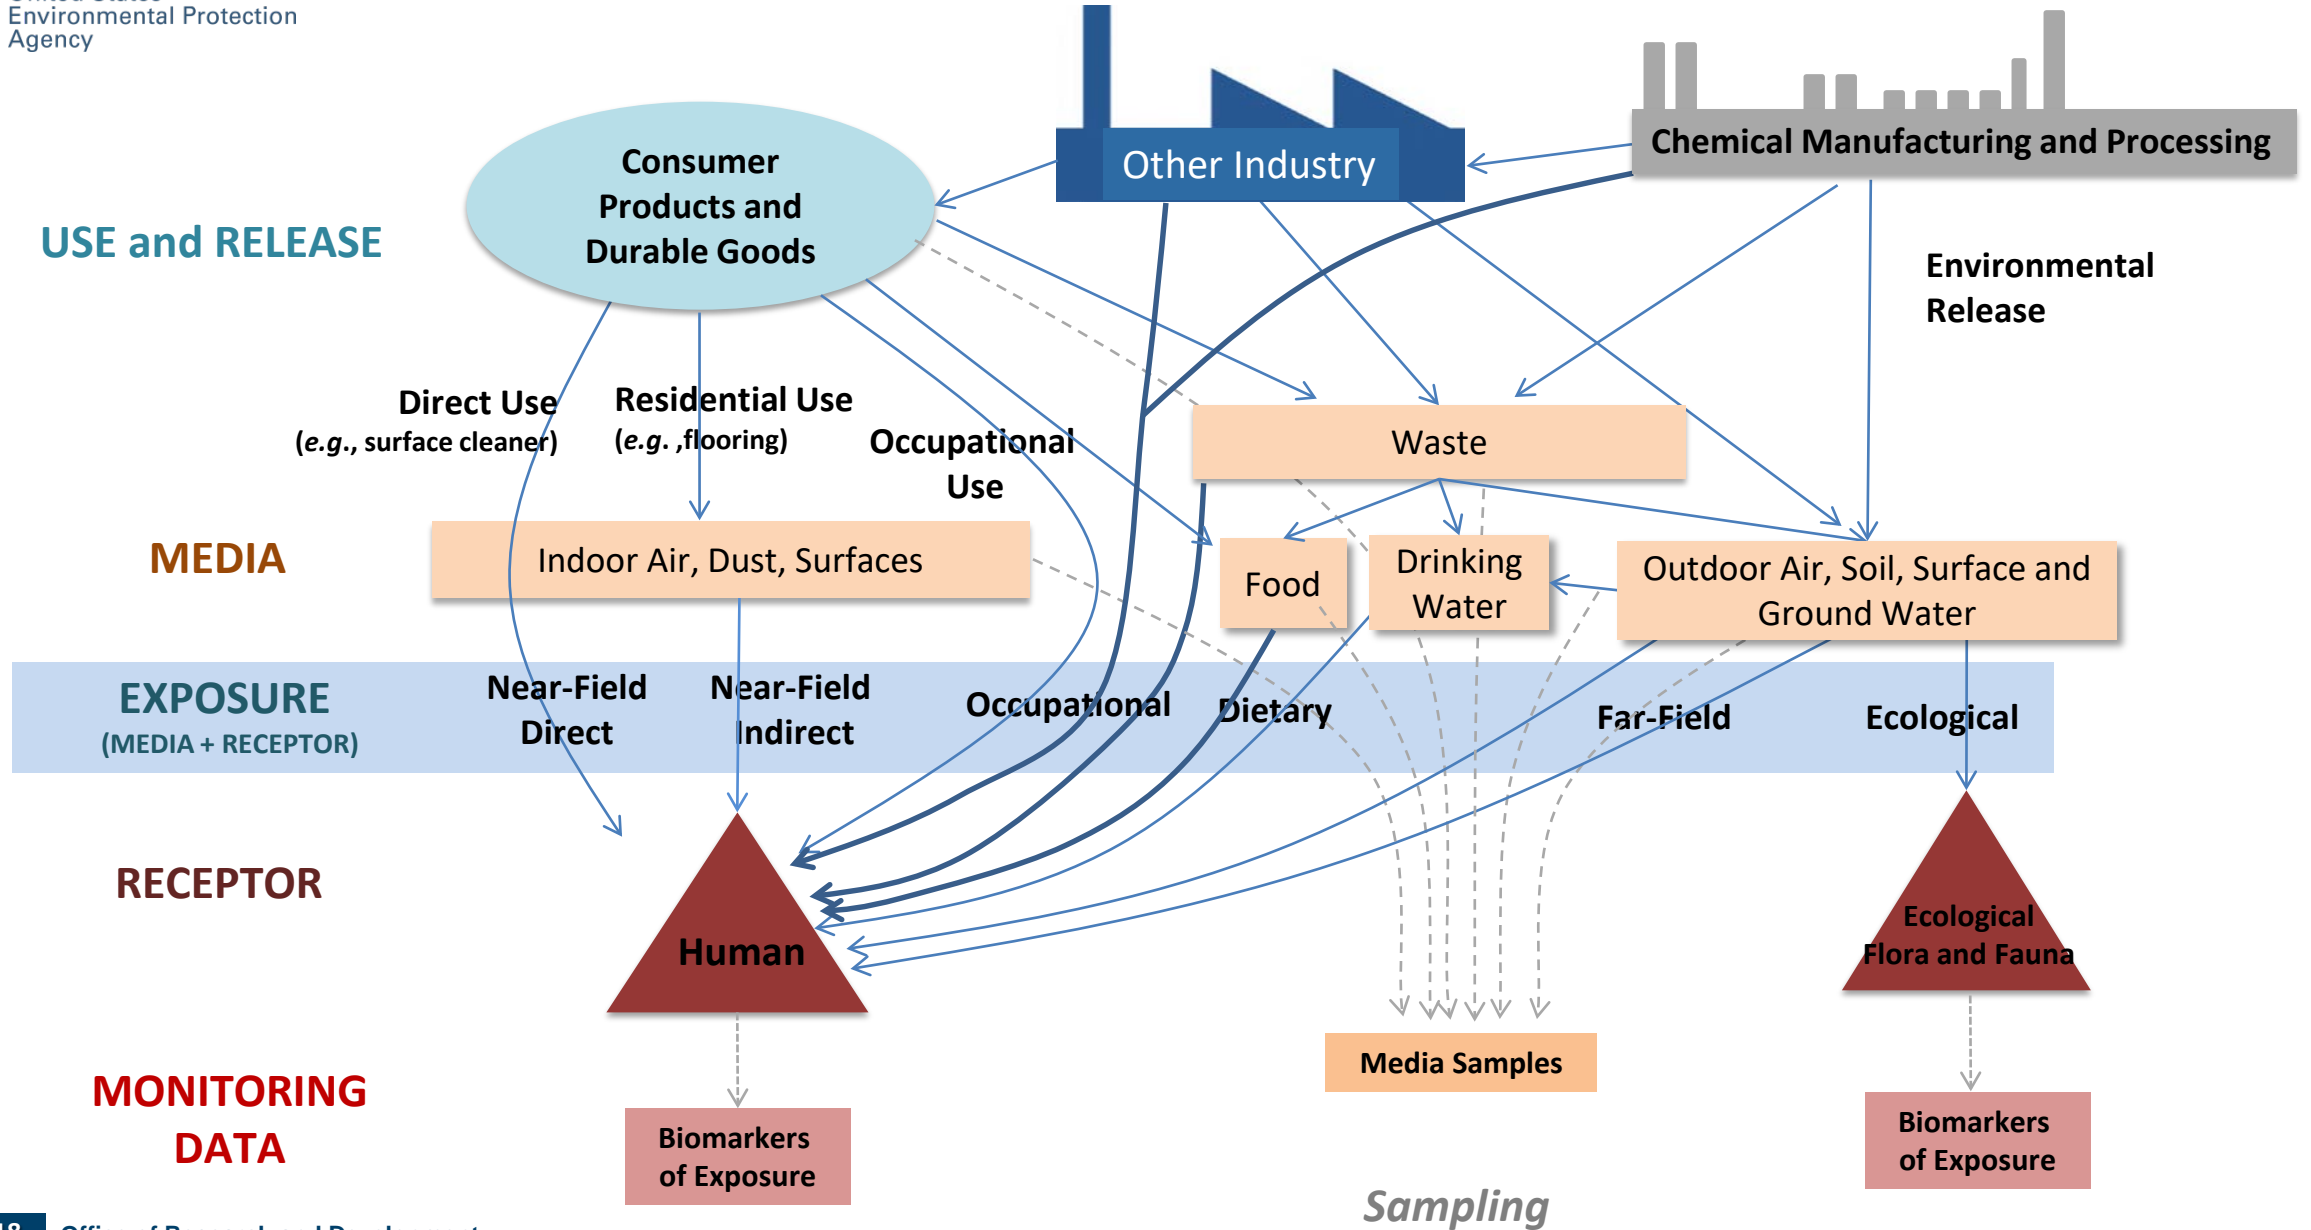 Environmental Protection
Agency
Other Industry
Chemical Manufacturing and Processing
Consumer
Products and
Durable Goods
USE and RELEASE
Environmental
Release
Direct Use
(e.g., surface cleaner)
Residential Use
(e.g. ,flooring)
Occupational
Use
Waste
MEDIA
Indoor Air, Dust, Surfaces
Food
Drinking
Water
Outdoor Air, Soil, Surface and
Ground Water
EXPOSURE
(MEDIA + RECEPTOR)
Near-Field
Direct
Near-Field
Indirect
Occupational
Dietary
Far-Field
Ecological
RECEPTOR
Human
Ecological
Flora and Fauna
MONITORING
DATA
Biomarkers
of Exposure
Media Samples
Biomarkers
of Exposure
Sampling